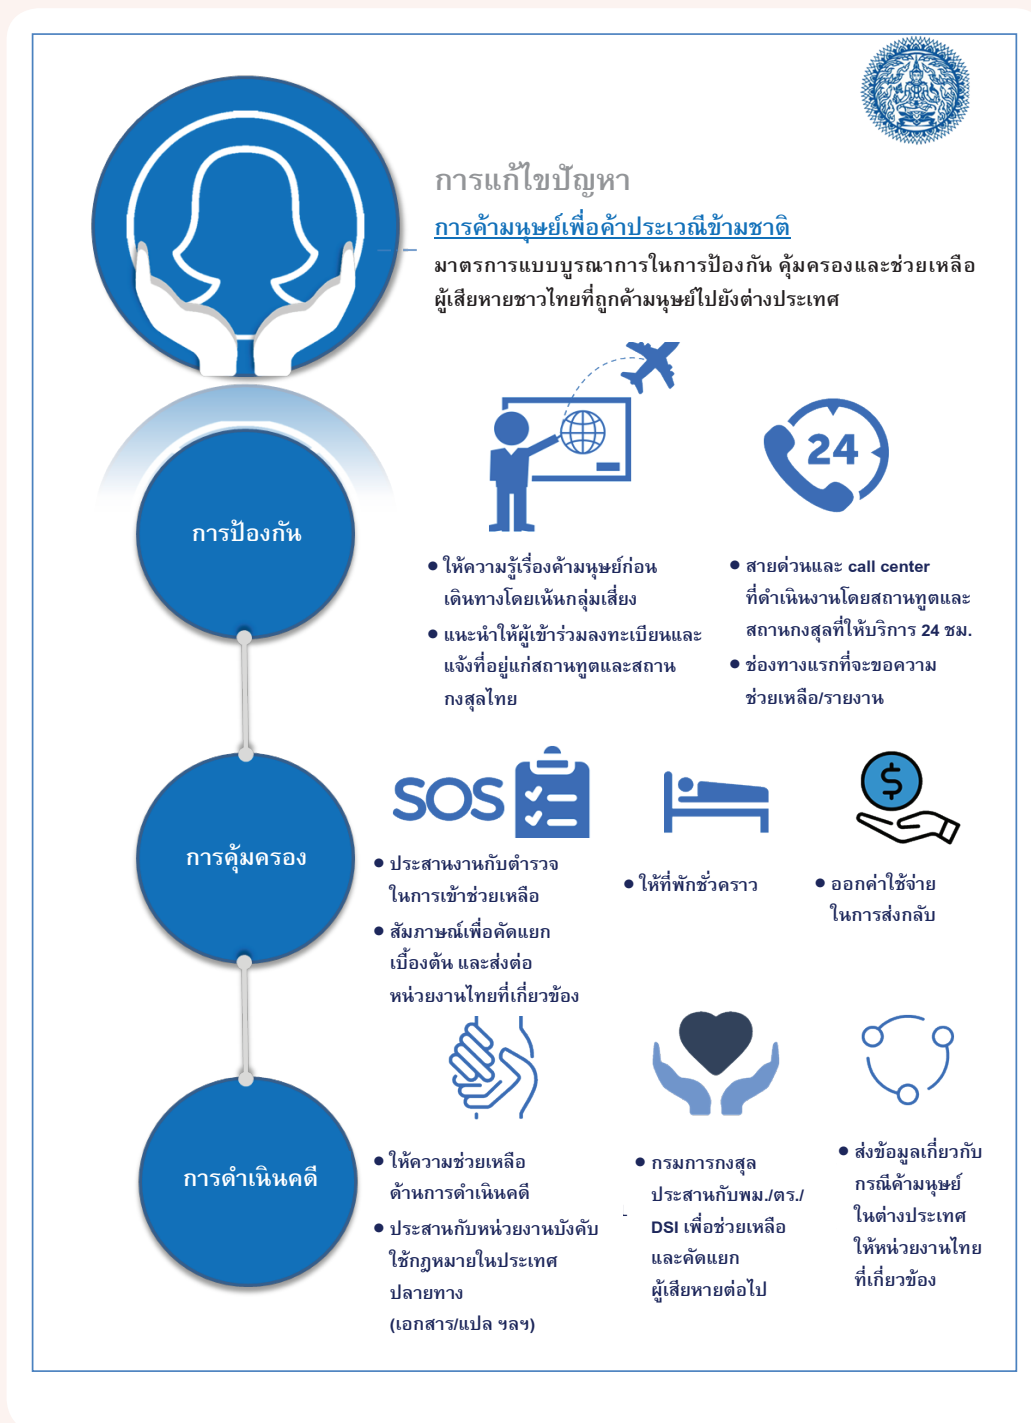 การแก้ไขปัญหา
การค้ามนุษย์เพื่อค้าประเวณีข้ามชาติ
มาตรการแบบบูรณาการในการป้องกัน คุ้มครองและช่วยเหลือ
ผู้เสียหายชาวไทยที่ถูกค้ามนุษย์ไปยังต่างประเทศ
24
การป้องกัน
• ให้ความรู้เรื่องค้ามนุษย์ก่อน
เดินทางโดยเน้นกลุ่มเสี่ยง
• แนะนำให้ผู้เข้าร่วมลงทะเบียนและ
แจ้งที่อยู่แก่สถานทูตและสถาน
กงสุลไทย
• สายด่วนและ call center
ที่ดำเนินงานโดยสถานทูตและ
สถานกงสุลที่ให้บริการ 24 ชม.
• ช่องทางแรกที่จะขอความ
ช่วยเหลือ/รายงาน
SOS
$
การคุ้มครอง
• ประสานงานกับตำรวจ
ในการเข้าช่วยเหลือ
• สัมภาษณ์เพื่อคัดแยก
เบื้องต้น และส่งต่อ
หน่วยงานไทยที่เกี่ยวข้อง
• ให้ที่พักชั่วคราว
• ออกค่าใช้จ่าย
ในการส่งกลับ
การดำเนินคดี
• ให้ความช่วยเหลือ
ด้านการดำเนินคดี
• ประสานกับหน่วยงานบังคับ
ใช้กฎหมายในประเทศ
ปลายทาง
(เอกสาร/แปล ฯลฯ)
• กรมการกงสุล
ประสานกับพม./ตร./
DSI เพื่อช่วยเหลือ
และคัดแยก
ผู้เสียหายต่อไป
• ส่งข้อมูลเกี่ยวกับ
กรณีค้ามนุษย์
ในต่างประเทศ
ให้หน่วยงานไทย
ที่เกี่ยวข้อง